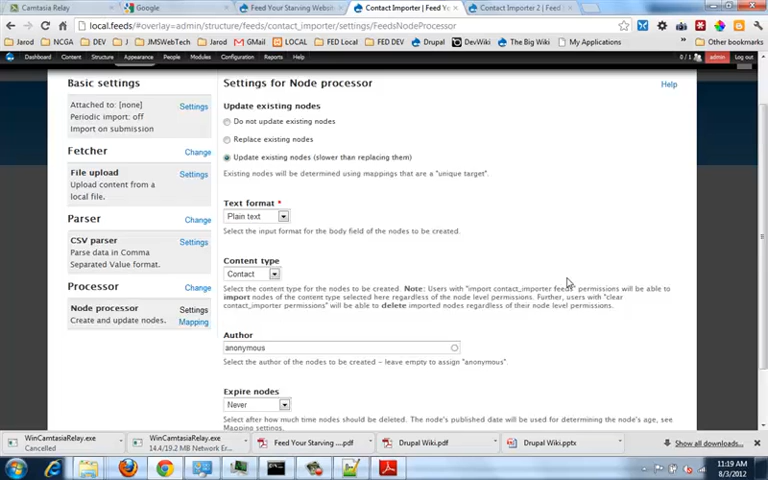 Camtasia Relay
Google
Feed Your Starving Websit
Contact Importer | Feed Yo
Contact Importer 2 | Feed
local.feeds/#overlay=admin/structure/feeds/contact_importer/settings/FeedsNodeProcessor
Jarod
NCGA
DEV
J
JMSWebTech
Gmail
LOCAL
FED Local
FED DEV
Drupal
DevWiki
The Big Wiki
My Applications
Other bookmarks
Dashboard
Content
Structure
Appearance
People
Modules
Configuration
Reports
Help
0 / 1
admin
Log out
Basic settings
Attached to: [none]
Settings
Periodic import: off
Import on submission
Fetcher
Change
File upload
Settings
Upload content from a
local file.
Parser
Change
CSV parser
Settings
Parse data in Comma
Separated Value format.
Processor
Change
Node processor
Settings
Create and update nodes.
Mapping
Settings for Node processor
Help
Update existing nodes
Do not update existing nodes
Replace existing nodes
Update existing nodes (slower than replacing them)
Existing nodes will be determined using mappings that are a "unique target".
Text format *
Plain text
Select the input format for the body field of the nodes to be created.
Content type
Contact
Select the content type for the nodes to be created. Note: Users with "import contact_importer feeds" permissions will be able to
import nodes of the content type selected here regardless of the node level permissions. Further, users with "clear
contact_importer permissions" will be able to delete imported nodes regardless of their node level permissions.
Author
anonymous
Select the author of the nodes to be created – leave empty to assign "anonymous".
Expire nodes
Never
Select after how much time nodes should be deleted. The node's published date will be used for determining the node's age, see
Mapping settings.
WinCamtasiaRelay.exe
Cancelled
WinCamtasiaRelay.exe
14.4/19.2 MB, Network Er...
Feed Your Starving ....pdf
Drupal Wiki.pdf
Drupal Wiki.pptx
Show all downloads...
11:19 AM
8/3/2012